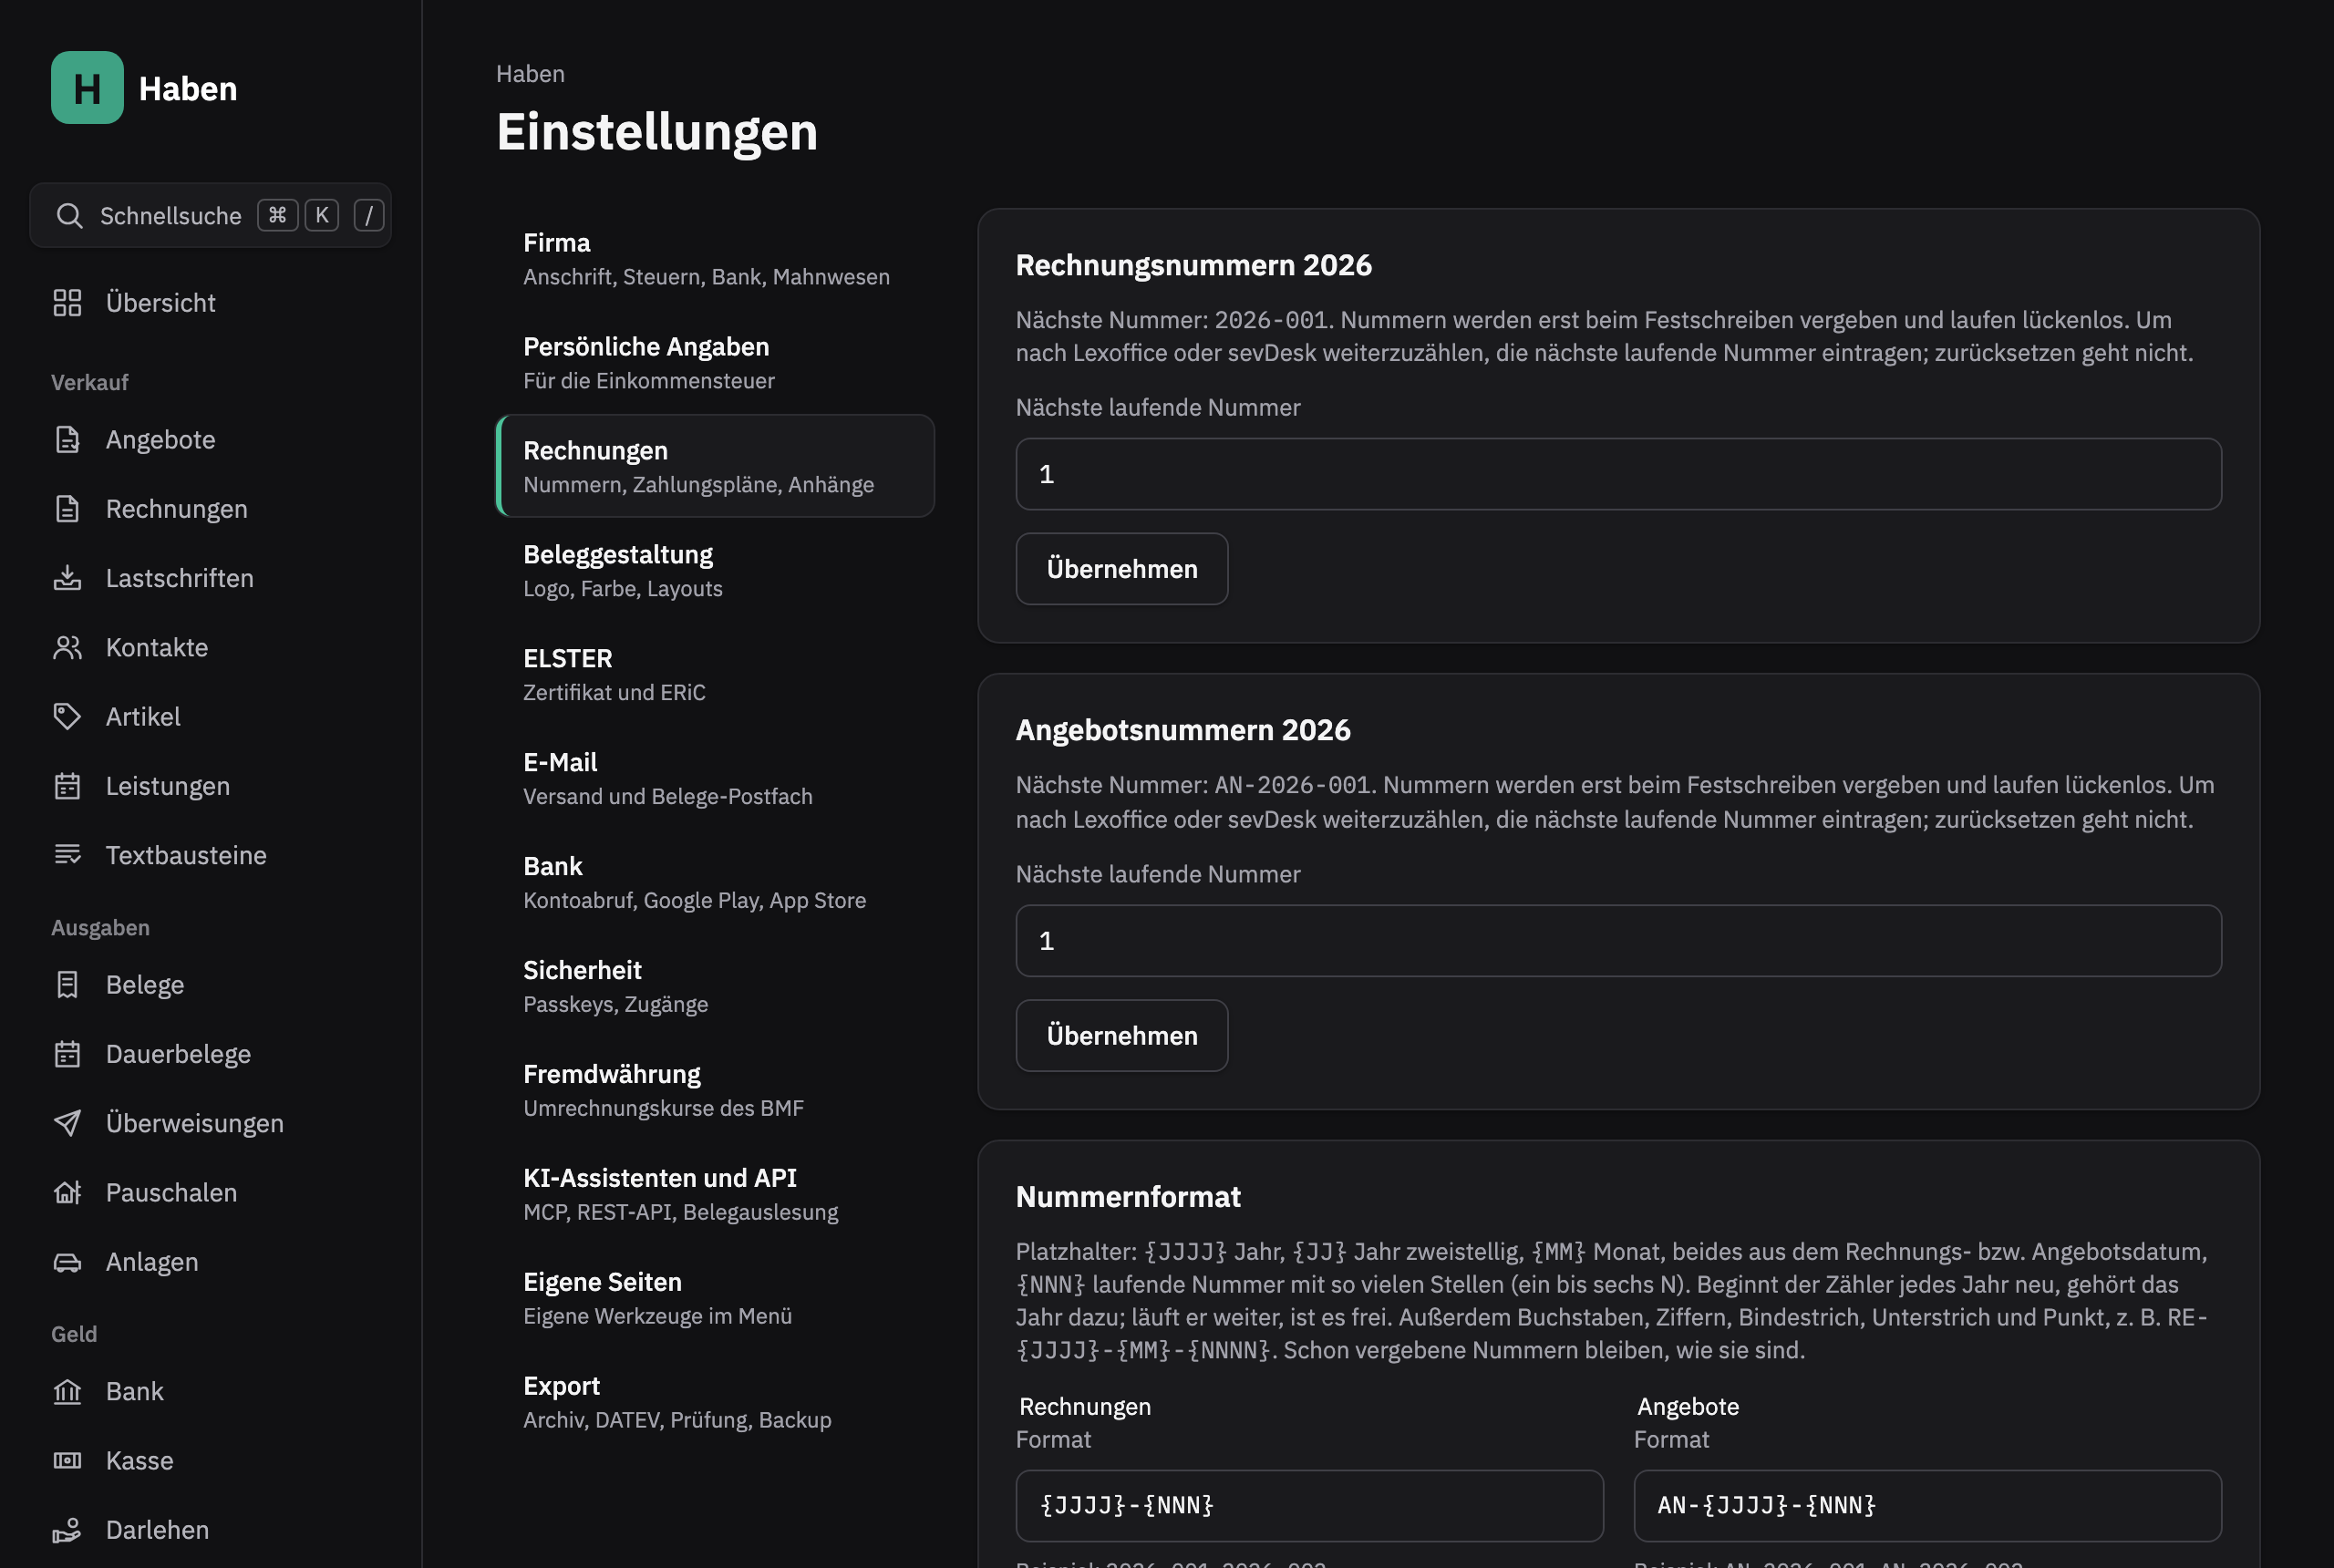 H Haben
Schnellsuche ⌘ K /
Übersicht
Verkauf
Angebote
Rechnungen
Lastschriften
Kontakte
Artikel
Leistungen
Textbausteine
Ausgaben
Belege
Dauerbelege
Überweisungen
Pauschalen
Anlagen
Geld
Bank
Kasse
Darlehen
Haben
Einstellungen
Firma
Anschrift, Steuern, Bank, Mahnwesen
Persönliche Angaben
Für die Einkommensteuer
Rechnungen
Nummern, Zahlungspläne, Anhänge
Beleggestaltung
Logo, Farbe, Layouts
ELSTER
Zertifikat und ERiC
E-Mail
Versand und Belege-Postfach
Bank
Kontoabruf, Google Play, App Store
Sicherheit
Passkeys, Zugänge
Fremdwährung
Umrechnungskurse des BMF
KI-Assistenten und API
MCP, REST-API, Belegauslesung
Eigene Seiten
Eigene Werkzeuge im Menü
Export
Archiv, DATEV, Prüfung, Backup
Rechnungsnummern 2026
Nächste Nummer: 2026-001. Nummern werden erst beim Festschreiben vergeben und laufen lückenlos. Um
nach Lexoffice oder sevDesk weiterzuzählen, die nächste laufende Nummer eintragen; zurücksetzen geht nicht.
Nächste laufende Nummer
1
Übernehmen
Angebotsnummern 2026
Nächste Nummer: AN-2026-001. Nummern werden erst beim Festschreiben vergeben und laufen lückenlos. Um
nach Lexoffice oder sevDesk weiterzuzählen, die nächste laufende Nummer eintragen; zurücksetzen geht nicht.
Nächste laufende Nummer
1
Übernehmen
Nummernformat
Platzhalter: {JJJJ} Jahr, {JJ} Jahr zweistellig, {MM} Monat, beides aus dem Rechnungs- bzw. Angebotsdatum,
{NNN} laufende Nummer mit so vielen Stellen (ein bis sechs N). Beginnt der Zähler jedes Jahr neu, gehört das
Jahr dazu; läuft er weiter, ist es frei. Außerdem Buchstaben, Ziffern, Bindestrich, Unterstrich und Punkt, z. B. RE-
{JJJJ}-{MM}-{NNNN}. Schon vergebene Nummern bleiben, wie sie sind.
Rechnungen
Format
{JJJJ}-{NNN}
Angebote
Format
AN-{JJJJ}-{NNN}